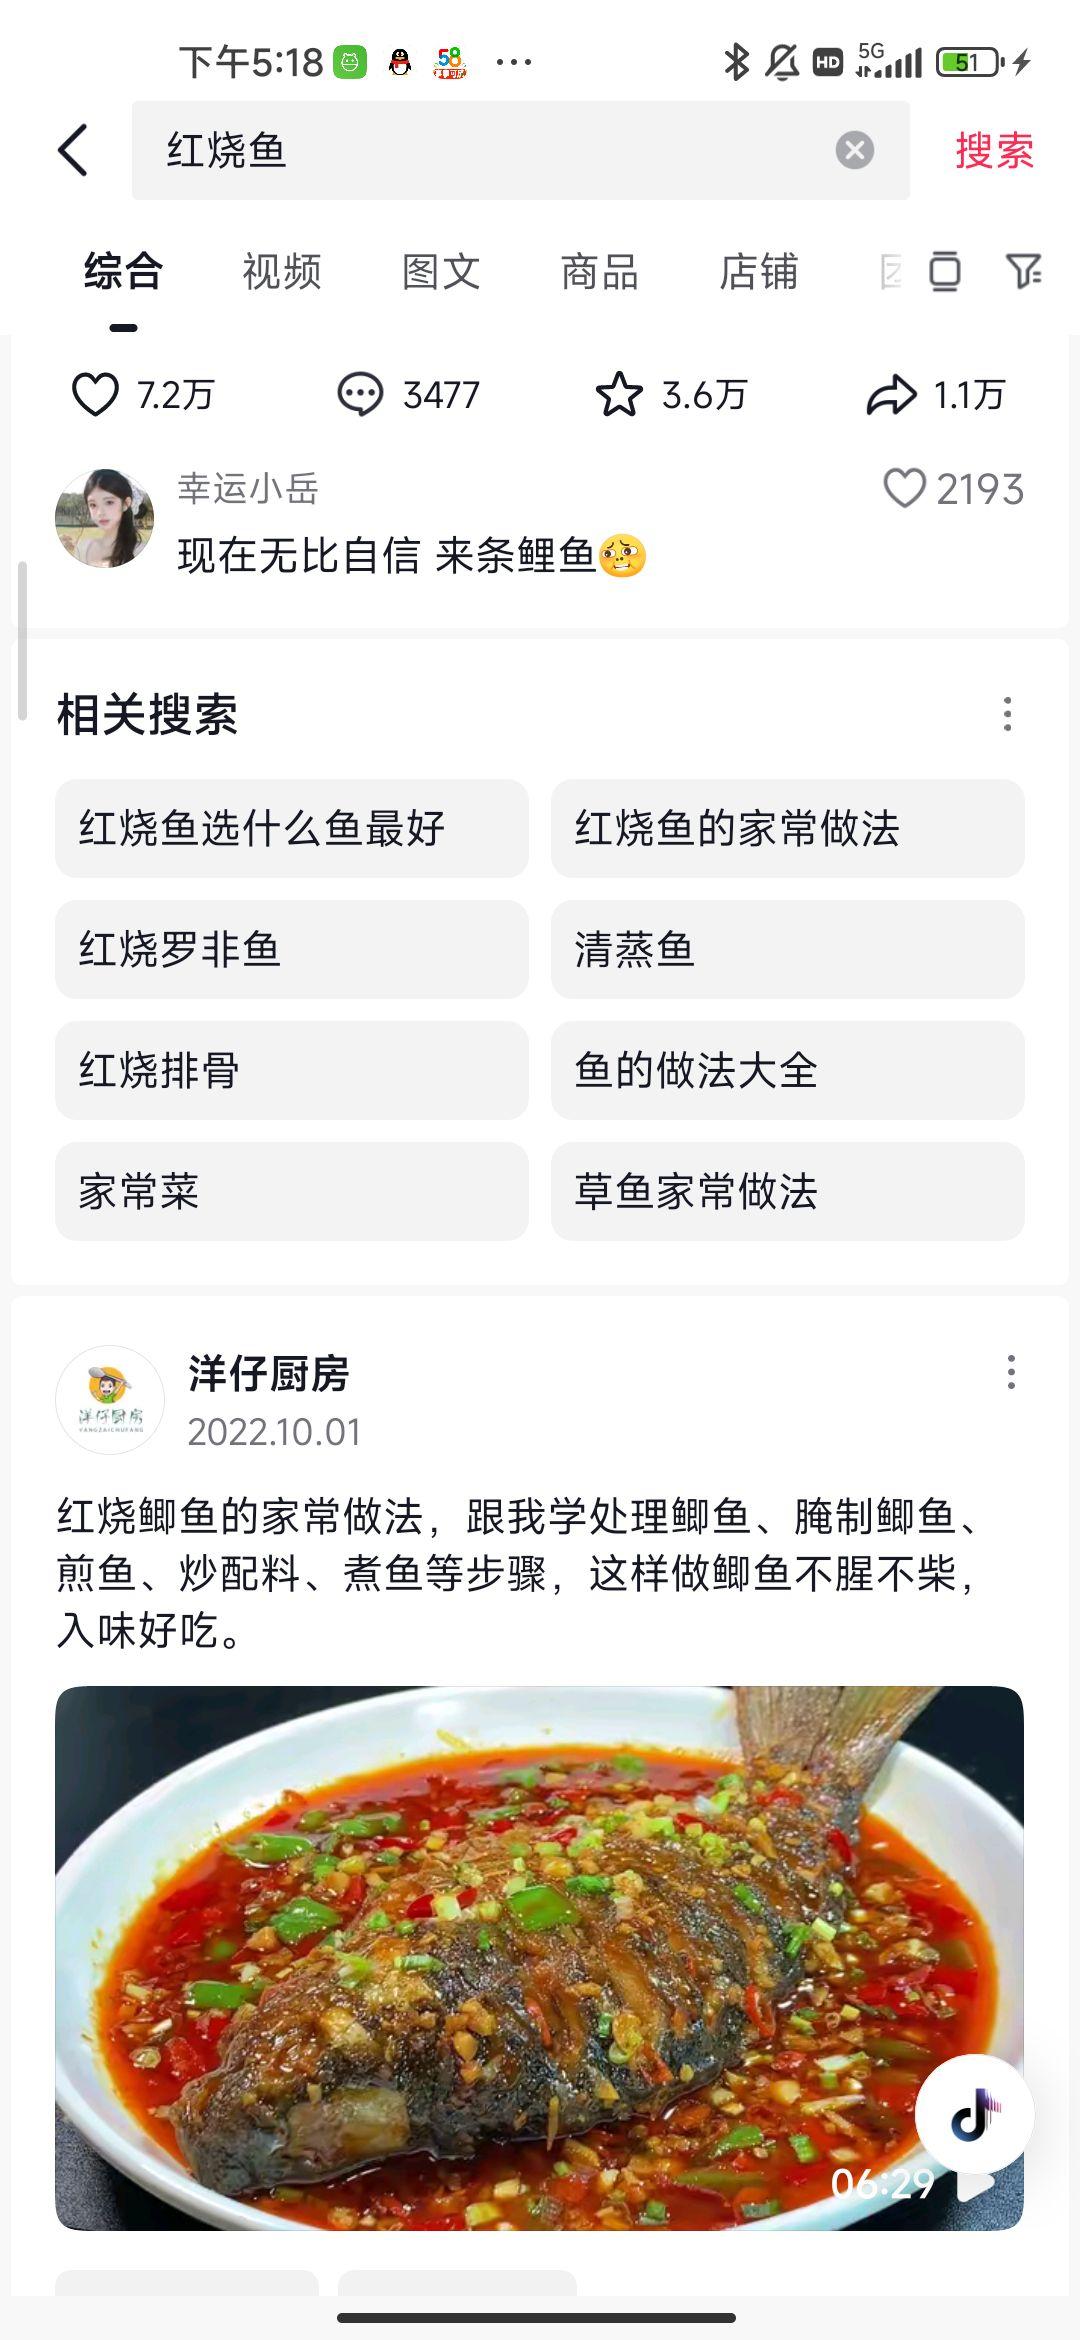 下午5:18
58
HD
5G
51
红烧鱼
搜索
综合
视频
图文
商品
店铺
7.2万
3477
3.6万
1.1万
幸运小岳
2193
现在无比自信 来条鲤鱼
相关搜索
红烧鱼选什么鱼最好
红烧鱼的家常做法
红烧罗非鱼
清蒸鱼
红烧排骨
鱼的做法大全
家常菜
草鱼家常做法
洋仔厨房
洋仔厨房
YANGZAICHUFANG
2022.10.01
红烧鲫鱼的家常做法，跟我学处理鲫鱼、腌制鲫鱼、
煎鱼、炒配料、煮鱼等步骤，这样做鲫鱼不腥不柴，
入味好吃。
06:29